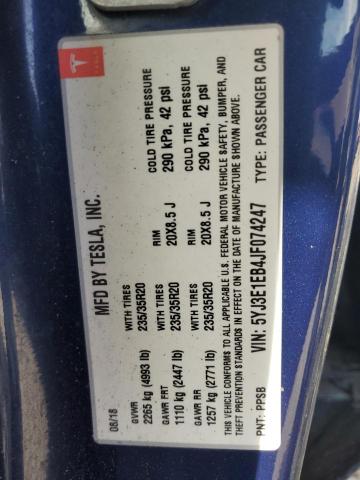 TESLA
MFD BY TESLA, INC.
08/18
GVWR
2265 kg (4993 lb)
WITH TIRES
235/35R20
RIM
20X8.5 J
COLD TIRE PRESSURE
290 kPa, 42 psi
GAWR FRT
1110 kg (2447 lb)
WITH TIRES
235/35R20
RIM
20X8.5 J
COLD TIRE PRESSURE
290 kPa, 42 psi
GAWR RR
1257 kg (2771 lb)
WITH TIRES
235/35R20
THIS VEHICLE CONFORMS TO ALL APPLICABLE U.S. FEDERAL MOTOR VEHICLE SAFETY, BUMPER, AND
THEFT PREVENTION STANDARDS IN EFFECT ON THE DATE OF MANUFACTURE SHOWN ABOVE.
VIN: 5YJ3E1EB4JF074247
PNT: PPSB
TYPE: PASSENGER CAR